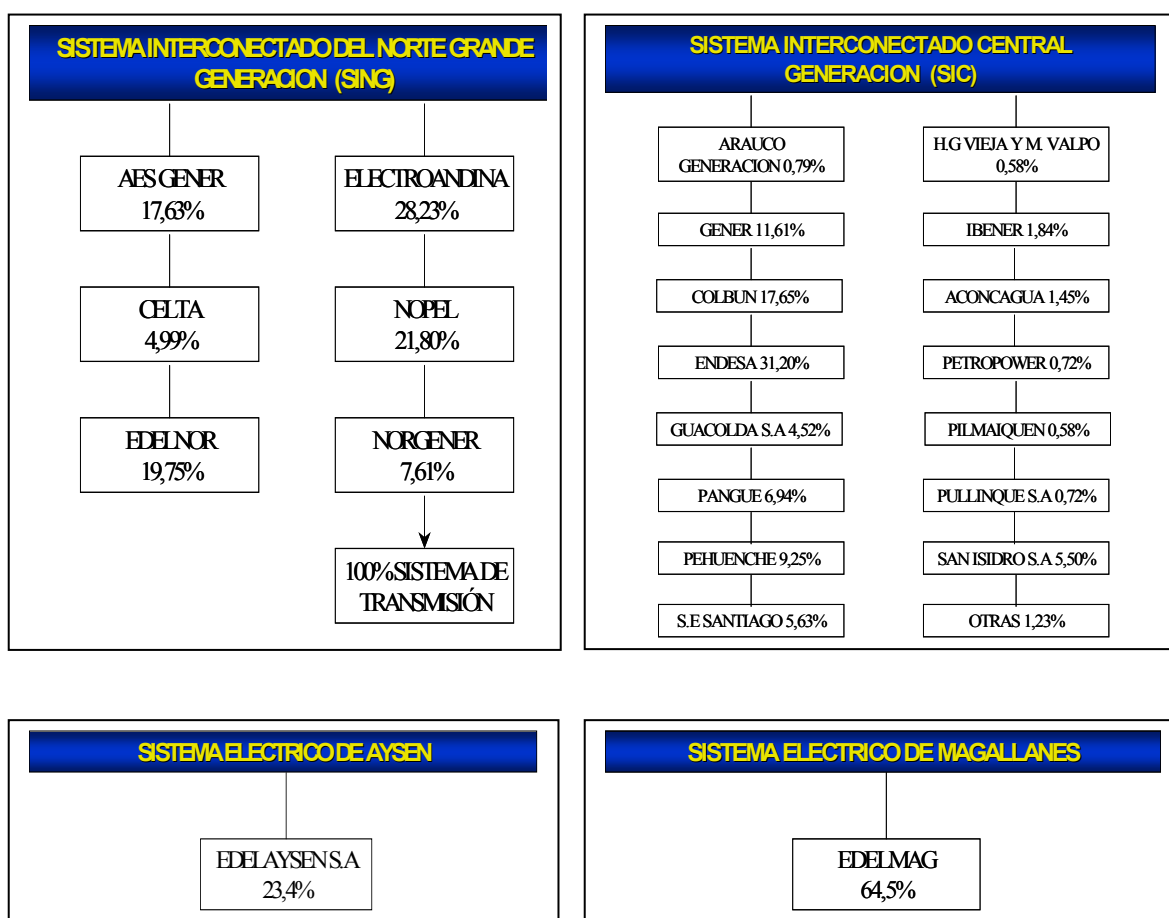 SISTEMA INTERCONECTADO DEL NORTE GRANDE
GENERACION (SING)
AES GENER
17,63%
CELTA
4,99%
EDELNOR
19,75%
ELECTROANDINA
28,23%
NOPEL
21,80%
NORGENER
7,61%
100% SISTEMA DE
TRANSMISIÓN
SISTEMA INTERCONECTADO CENTRAL
GENERACION (SIC)
ARAUCO
GENERACION 0,79%
GENER 11,61%
COLBUN 17,65%
ENDESA 31,20%
GUACOLDA S.A 4,52%
PANGUE 6,94%
PEHUENCHE 9,25%
S.E SANTIAGO 5,63%
H.G VIEJA Y M. VALPO
0,58%
IBENER 1,84%
ACONCAGUA 1,45%
PETROPOWER 0,72%
PILMAIQUEN 0,58%
PULLINQUE S.A 0,72%
SAN ISIDRO S.A 5,50%
OTRAS 1,23%
SISTEMA ELECTRICO DE AYSEN
EDELAYSEN S.A
23,4%
SISTEMA ELECTRICO DE MAGALLANES
EDELMAG
64,5%